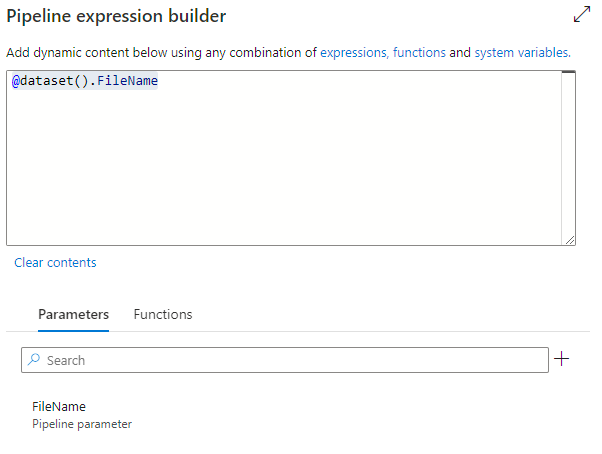 Pipeline expression builder
Add dynamic content below using any combination of expressions, functions and system variables.
@dataset().FileName
Clear contents
Parameters Functions
Search
FileName
Pipeline parameter